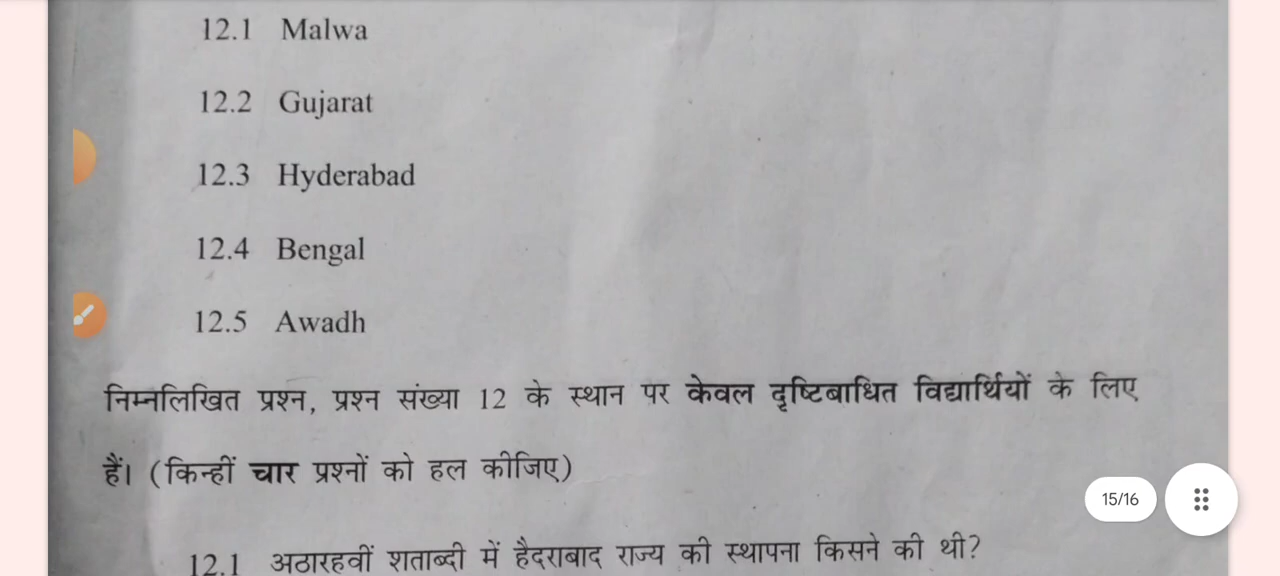 12.1 Malwa
12.2 Gujarat
12.3 Hyderabad
12.4 Bengal
12.5 Awadh
निम्नलिखित प्रश्न, प्रश्न संख्या 12 के स्थान पर केवल दृष्टिबाधित विद्यार्थियों के लिए
हैं। (किन्हीं चार प्रश्नों को हल कीजिए)
15/16
12.1 अठारहवीं शताब्दी में हैदराबाद राज्य की स्थापना किसने की थी?